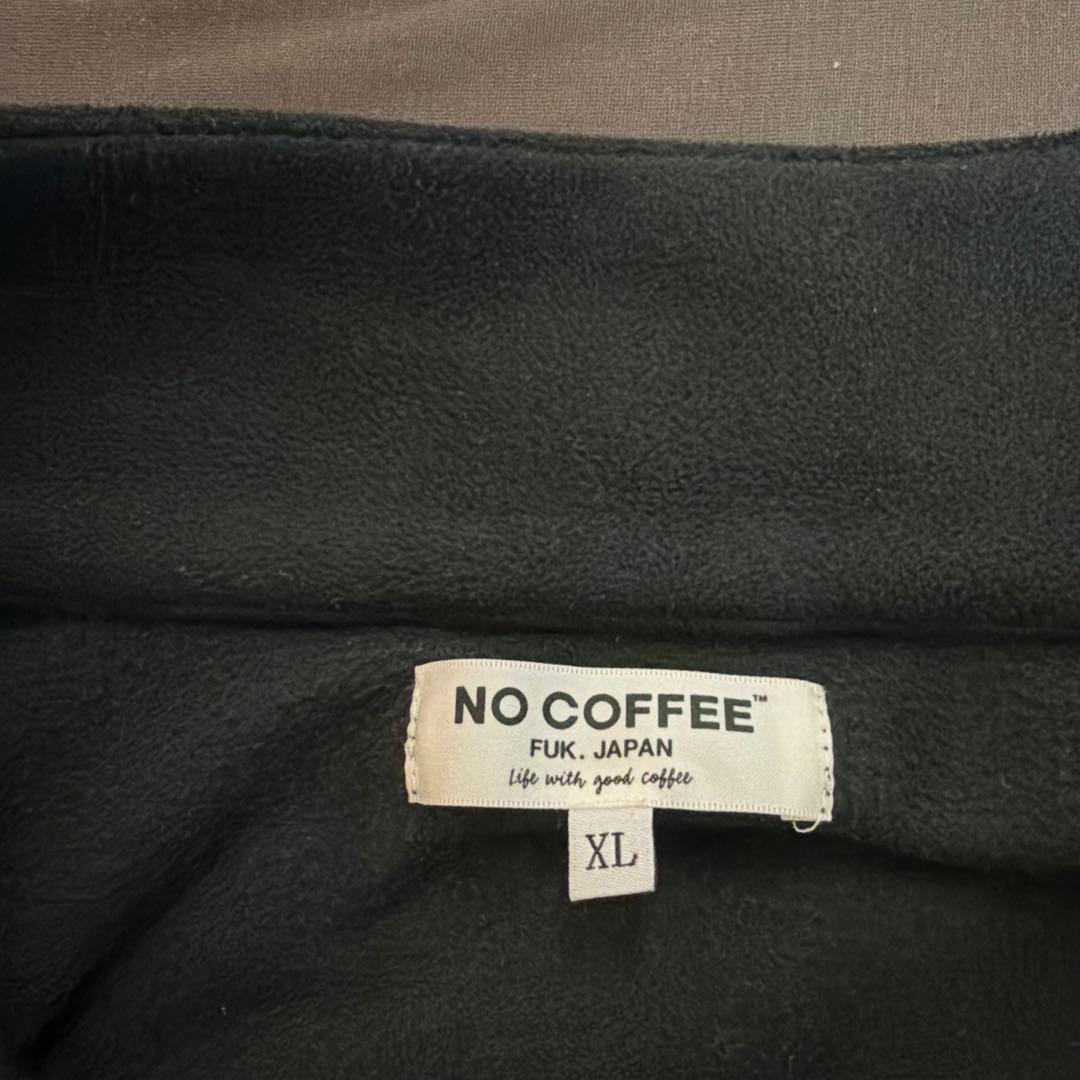 NO COFFEE™
FUK. JAPAN
Life with good coffee
XL